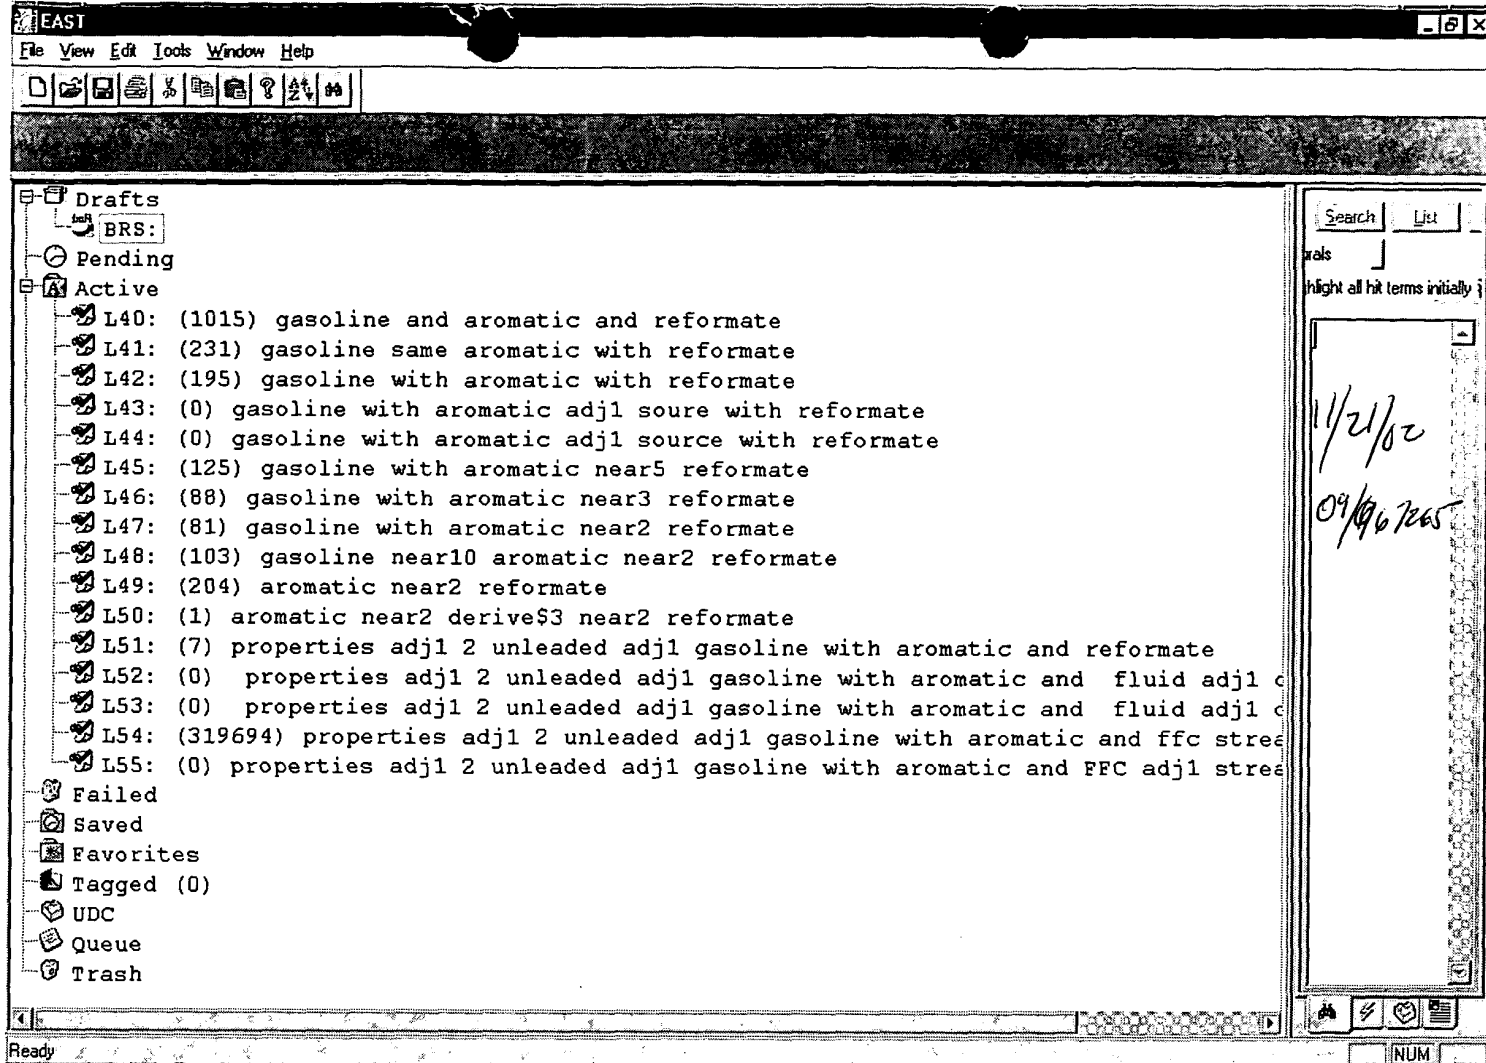 EAST
File View Edit Tools Window Help
Drafts
BRS:
Pending
Active
L40: (1015) gasoline and aromatic and reformate
L41: (231) gasoline same aromatic with reformate
L42: (195) gasoline with aromatic with reformate
L43: (0) gasoline with aromatic adj1 soure with reformate
L44: (0) gasoline with aromatic adj1 source with reformate
L45: (125) gasoline with aromatic near5 reformate
L46: (88) gasoline with aromatic near3 reformate
L47: (81) gasoline with aromatic near2 reformate
L48: (103) gasoline near10 aromatic near2 reformate
L49: (204) aromatic near2 reformate
L50: (1) aromatic near2 derive$3 near2 reformate
L51: (7) properties adj1 2 unleaded adj1 gasoline with aromatic and reformate
L52: (0) properties adj1 2 unleaded adj1 gasoline with aromatic and fluid adj1 c
L53: (0) properties adj1 2 unleaded adj1 gasoline with aromatic and fluid adj1 c
L54: (319694) properties adj1 2 unleaded adj1 gasoline with aromatic and ffc strea
L55: (0) properties adj1 2 unleaded adj1 gasoline with aromatic and FFC adj1 strea
Failed
Saved
Favorites
Tagged (0)
UDC
Queue
Trash
Search List
rals
hlight all hit terms initially
11/21/02
Ready
NUM